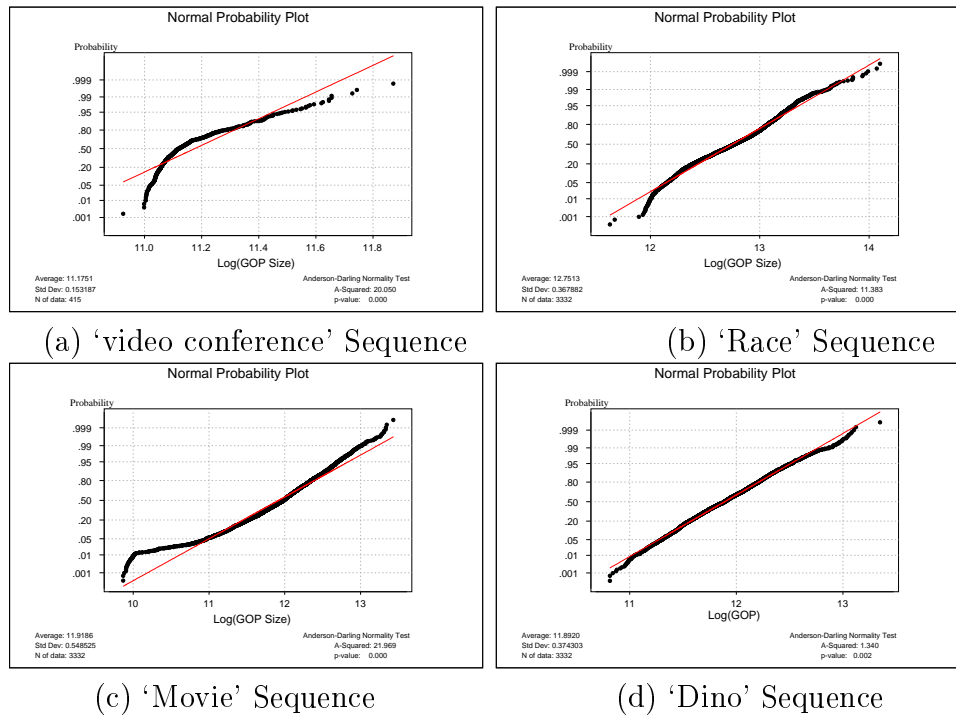 Normal Probability Plot
Probability
.999
.99
.95
.80
.50
.20
.05
.01
.001
11.0 11.2 11.4 11.6 11.8
Log(GOP Size)
Average: 11.1751
Std Dev: 0.153187
N of data: 415
Anderson-Darling Normality Test
A-Squared: 20.050
p-value: 0.000
(a) ‘video conference’ Sequence
Normal Probability Plot
Probability
.999
.99
.95
.80
.50
.20
.05
.01
.001
12 13 14
Log(GOP Size)
Average: 12.7513
Std Dev: 0.367882
N of data: 3332
Anderson-Darling Normality Test
A-Squared: 11.383
p-value: 0.000
(b) ‘Race’ Sequence
Normal Probability Plot
Probability
.999
.99
.95
.80
.50
.20
.05
.01
.001
10 11 12 13
Log(GOP Size)
Average: 11.9186
Std Dev: 0.548525
N of data: 3332
Anderson-Darling Normality Test
A-Squared: 21.969
p-value: 0.000
(c) ‘Movie’ Sequence
Normal Probability Plot
Probability
.999
.99
.95
.80
.50
.20
.05
.01
.001
11 12 13
Log(GOP)
Average: 11.8920
Std Dev: 0.374303
N of data: 3332
Anderson-Darling Normality Test
A-Squared: 1.340
p-value: 0.002
(d) ‘Dino’ Sequence